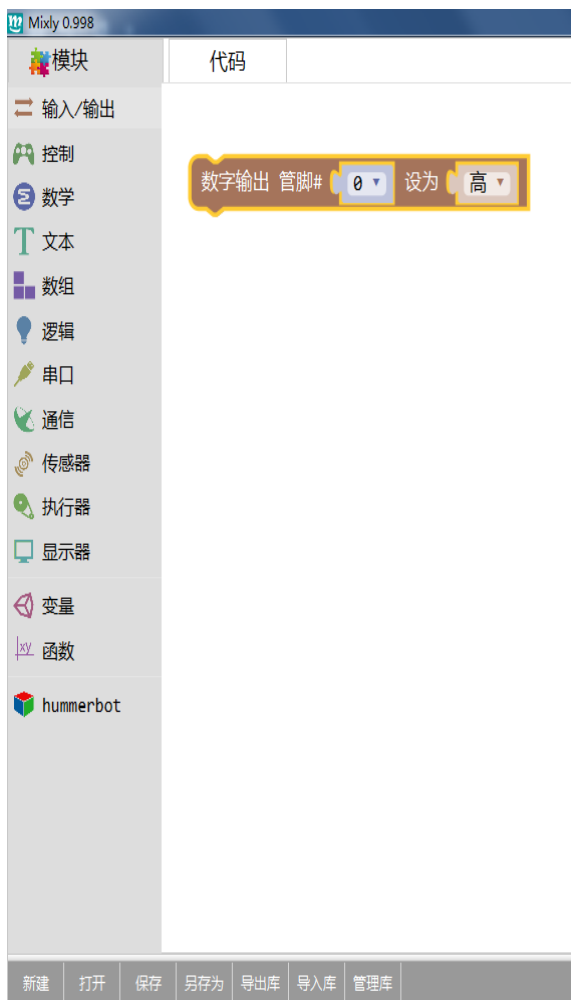 Mixly 0.998
模块 代码
输入/输出
控制
数学
文本
数组
逻辑
串口
通信
传感器
执行器
显示器
变量
函数
hummerbot
数字输出 管脚# 0 设为 高
新建 打开 保存 另存为 导出库 导入库 管理库